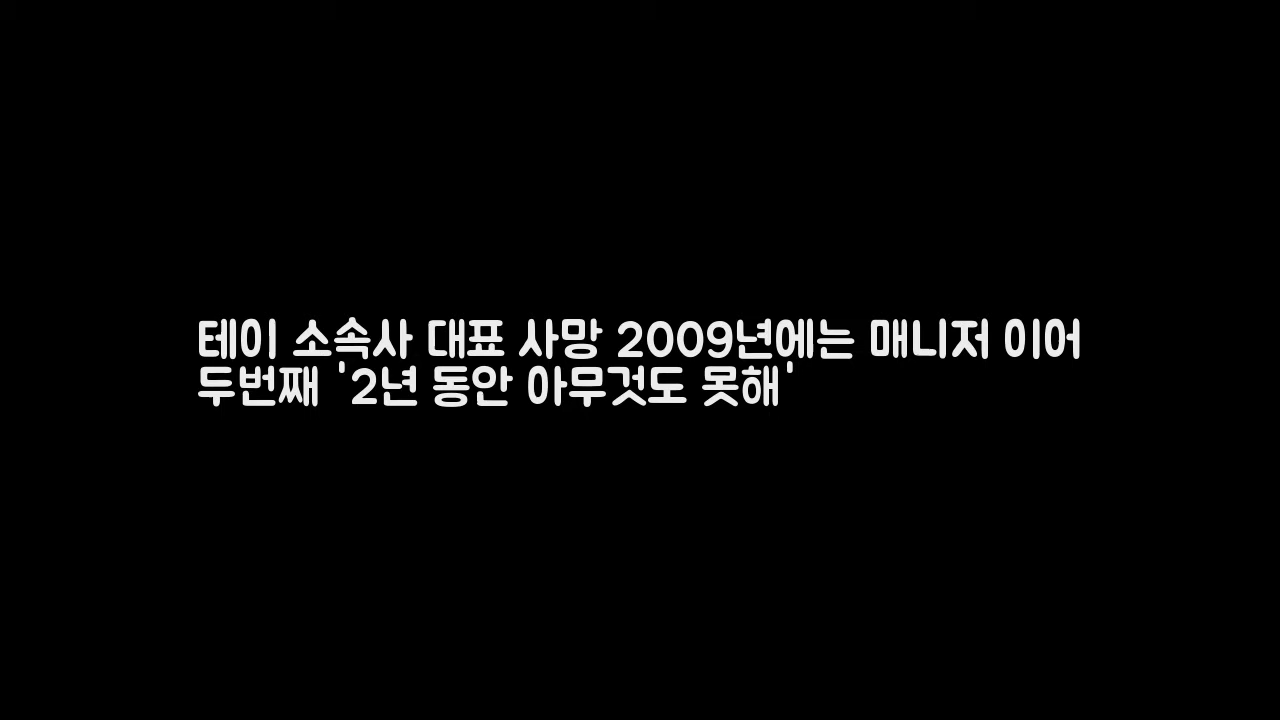 테이 소속사 대표 사망 2009년에는 매니저 이어
두번째 '2년 동안 아무것도 못해'